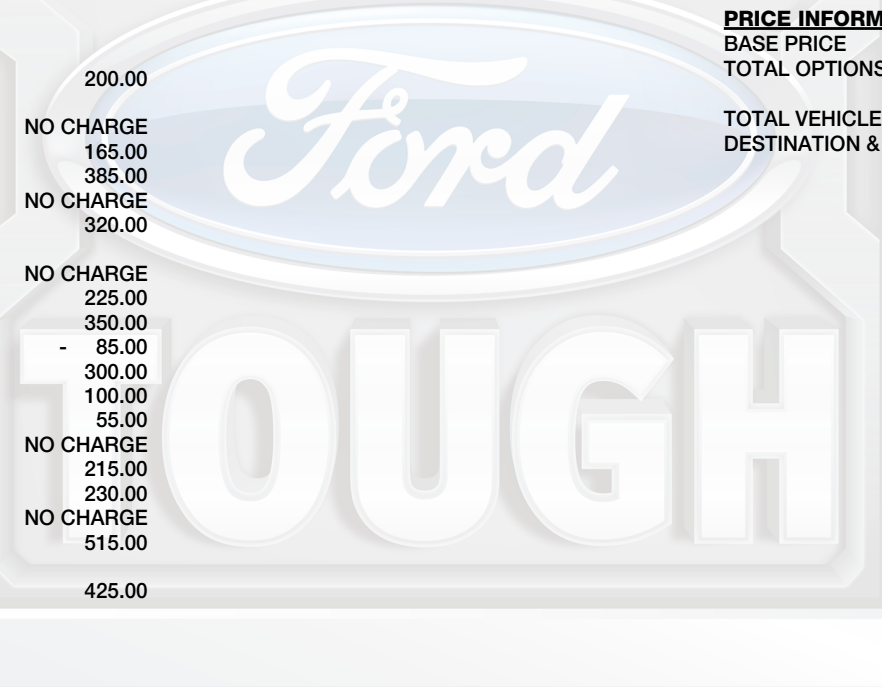 200.00
NO CHARGE
165.00
385.00
NO CHARGE
320.00
NO CHARGE
225.00
350.00
- 85.00
300.00
100.00
55.00
NO CHARGE
215.00
230.00
NO CHARGE
515.00
425.00
PRICE INFORM
BASE PRICE
TOTAL OPTIONS
TOTAL VEHICLE
DESTINATION &
Ford
TOUGH